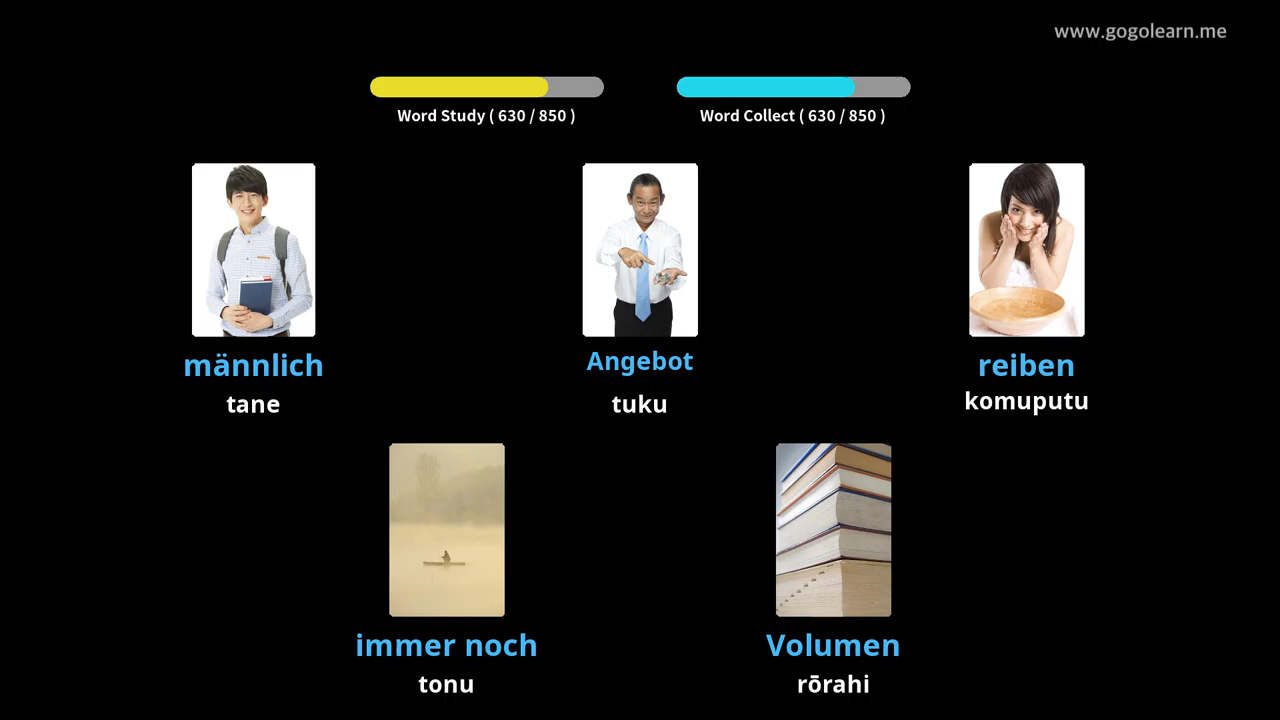 www.gogolearn.me
Word Study ( 630 / 850 )
Word Collect ( 630 / 850 )
männlich
tane
Angebot
tuku
reiben
komuputu
immer noch
tonu
Volumen
rōrahi